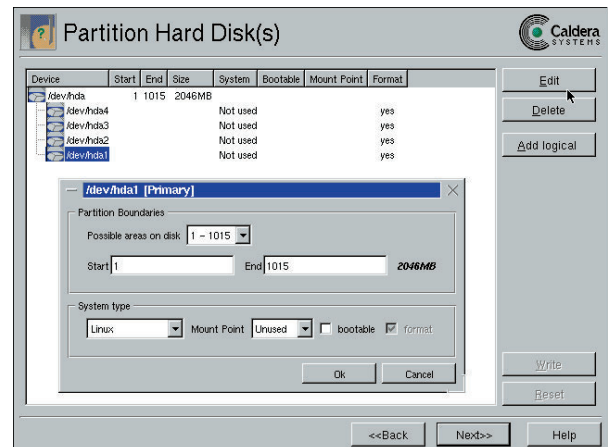 Partition Hard Disk(s)
Caldera
SYSTEMS
Device Start End Size System Bootable Mount Point Format
/dev/hda 1 1015 2046MB
/dev/hda4 Not used yes
/dev/hda3 Not used yes
/dev/hda2 Not used yes
/dev/hda1 Not used yes
Edit
Delete
Add logical
/dev/hda1 [Primary]
Partition Boundaries
Possible areas on disk 1 - 1015
Start 1 End 1015 2046MB
System type
Linux Mount Point Unused bootable format
Ok Cancel
Write
Reset
<<Back Next>> Help